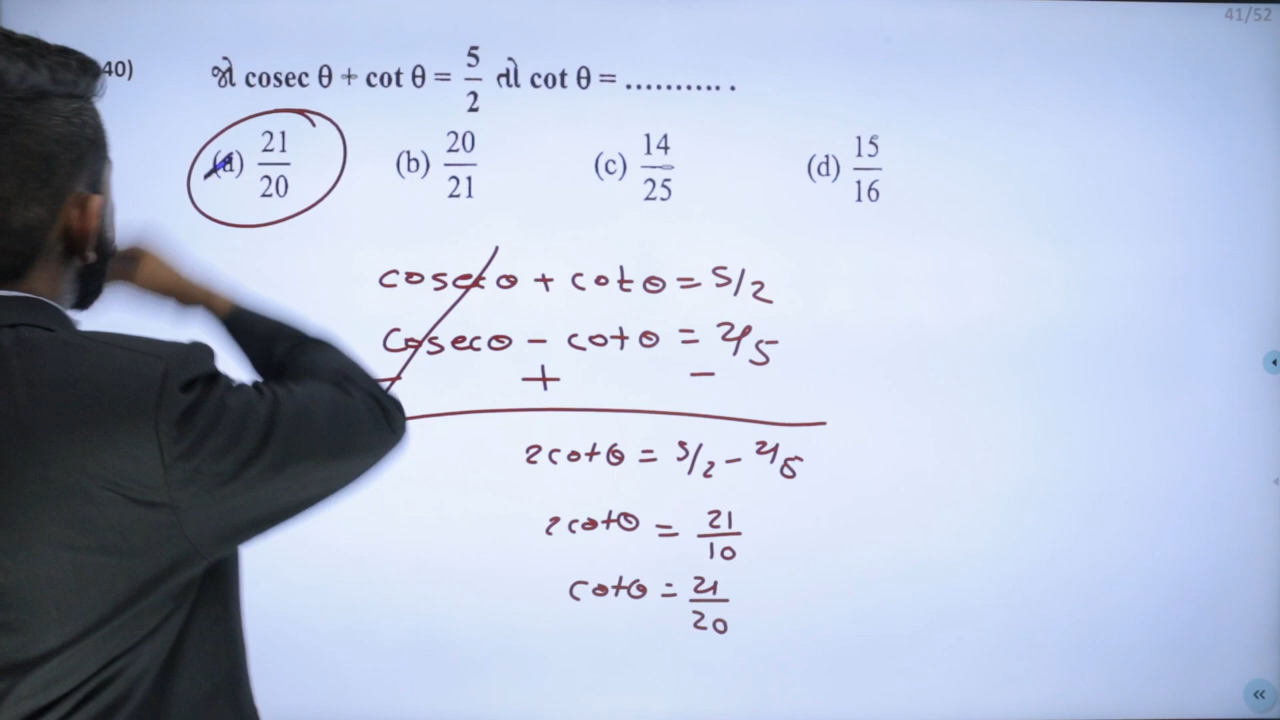 41/52
40) જો cosec θ + cot θ = 5/2 તો cot θ = ...........
(a) 21/20 (b) 20/21 (c) 14/25 (d) 15/16
cosecθ + cotθ = 5/2
cosecθ - cotθ = 2/5
- + -
2cotθ = 5/2 - 2/5
2cotθ = 21/10
cotθ = 21/20
«